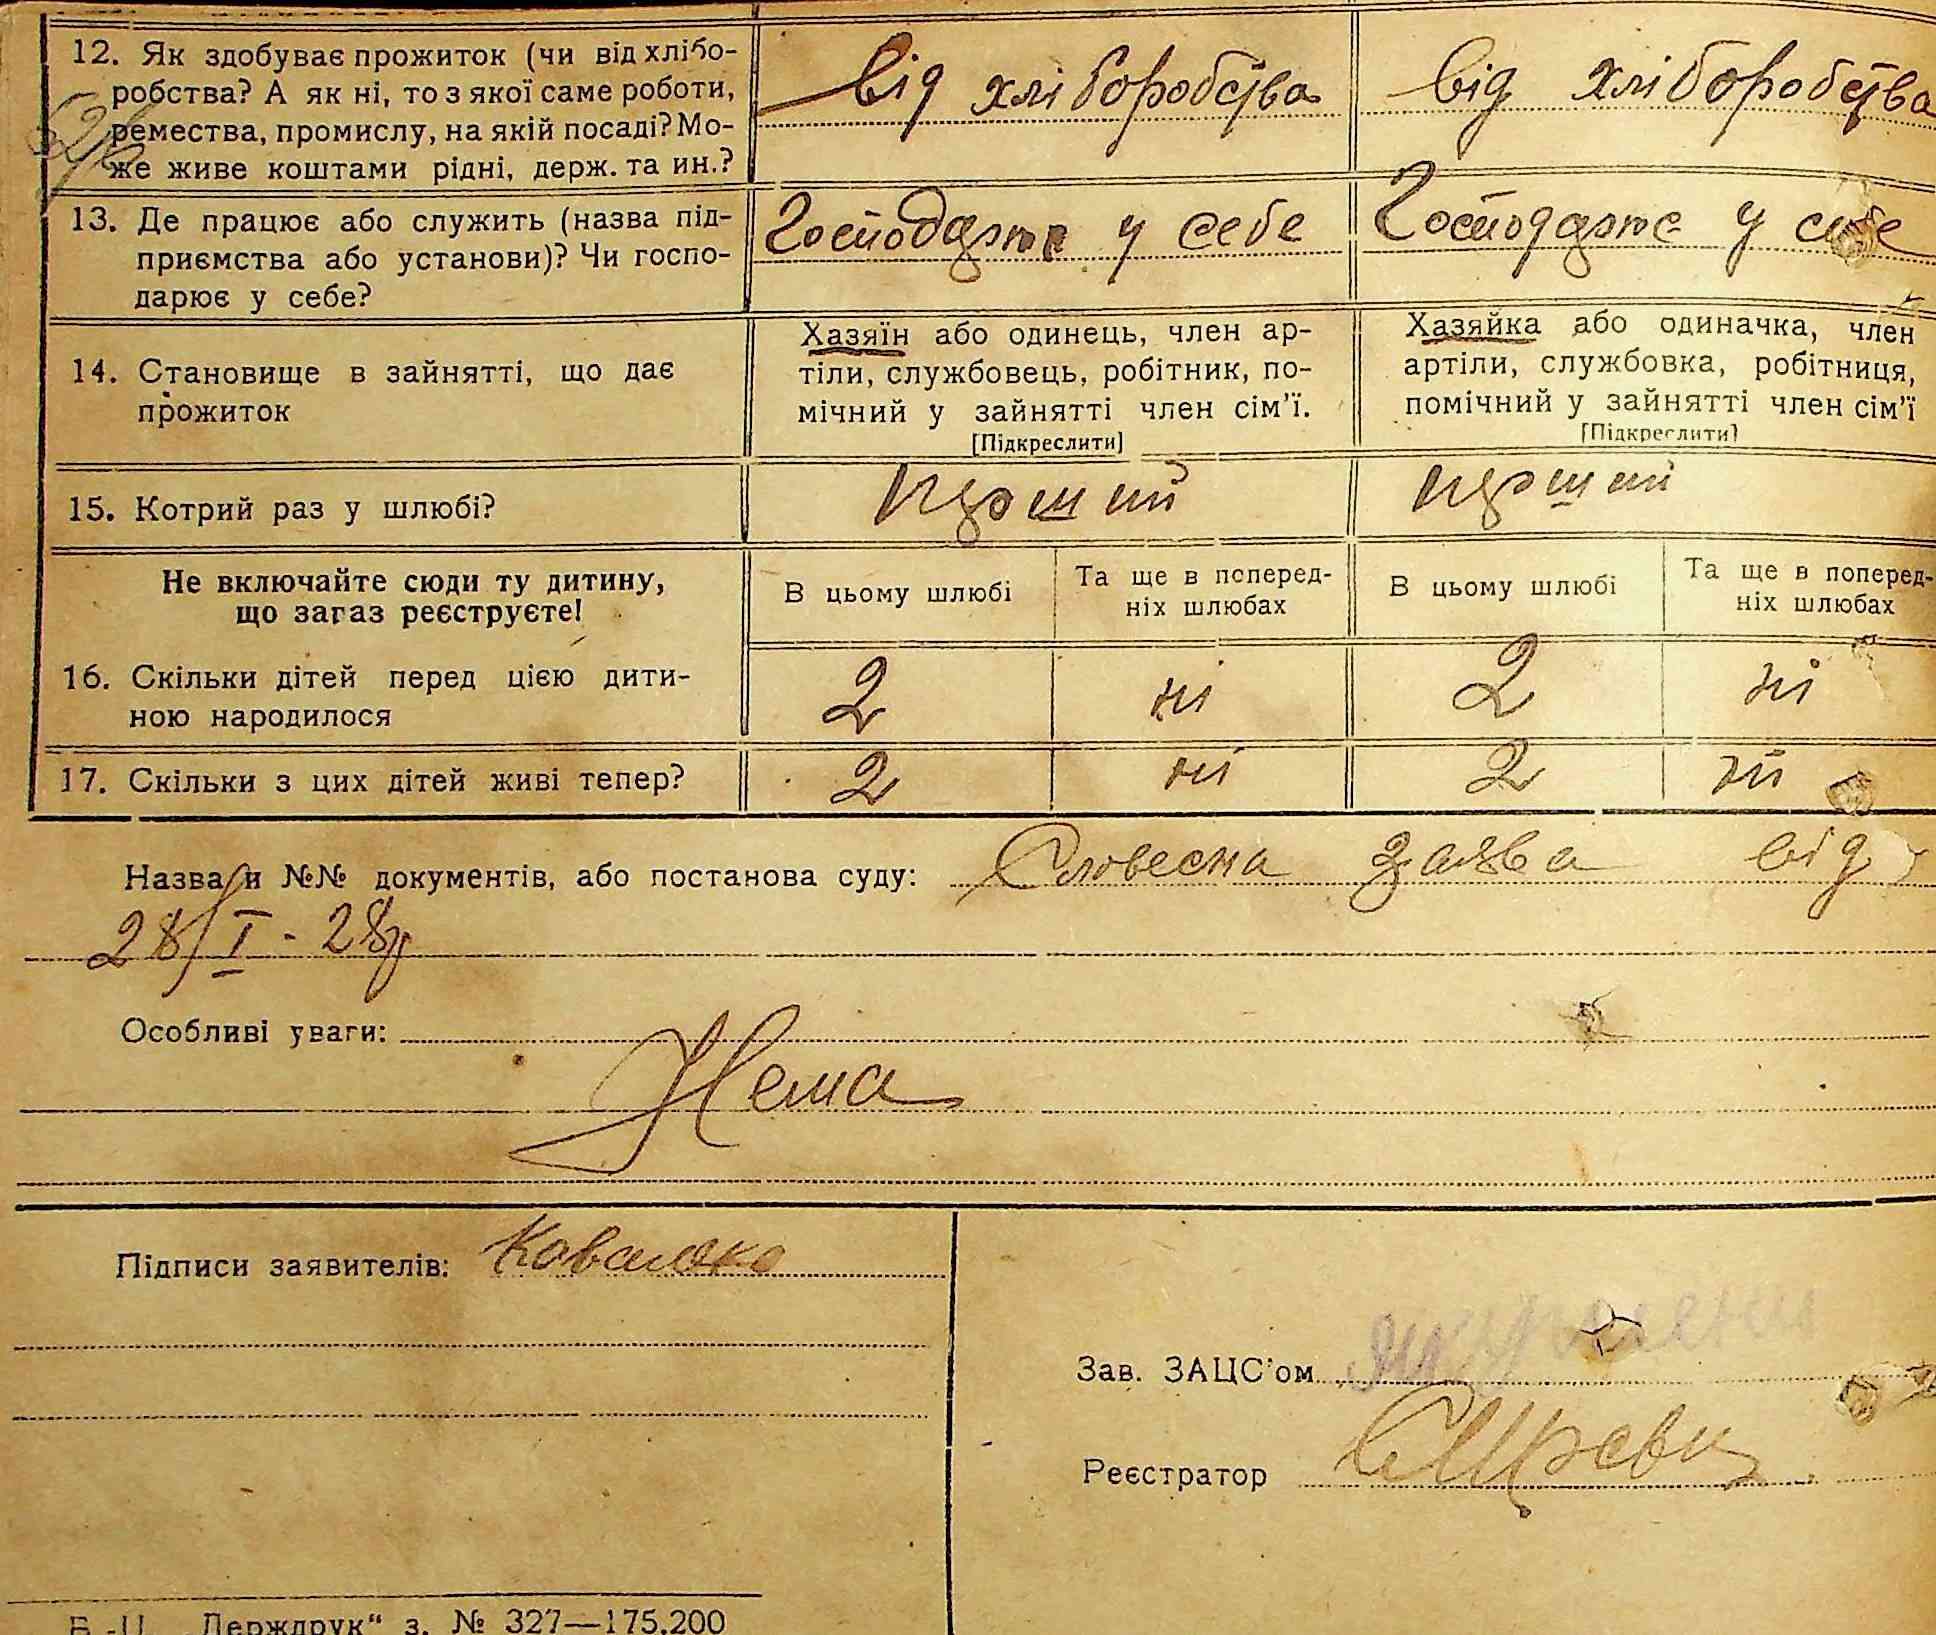 12. Як здобуває прожиток (чи від хлібо-
робства? А як ні, то з якої саме роботи,
ремества, промислу, на якій посаді? Мо-
же живе коштами рідні, держ. та ин.?
від хліборобства
від хліборобства
13. Де працює або служить (назва під-
приємства або установи)? Чи госпо-
дарює у себе?
Господарює у себе
Господарює у себе
14. Становище в зайнятті, що дає
прожиток
Хазяїн або одинець, член ар-
тіли, службовець, робітник, по-
мічний у зайнятті член сім'ї.
[Підкреслити]
Хазяйка або одиначка, член
артіли, службовка, робітниця,
помічний у зайнятті член сім'ї
[Підкреслити]
15. Котрий раз у шлюбі?
перший
перший
Не включайте сюди ту дитину,
що зараз реєструєте!
В цьому шлюбі
Та ще в поперед-
ніх шлюбах
В цьому шлюбі
Та ще в поперед-
ніх шлюбах
16. Скільки дітей перед цією дити-
ною народилося
2 ні 2 ні
17. Скільки з цих дітей живі тепер?
2 ні 2 ні
Назва и №№ документів, або постанова суду: Словесна заява від
28/I - 28р
Особливі уваги:
Нема
Підписи заявителів: Коваленко
Зав. ЗАЦС'ом
Реєстратор
Б.-Ц. „Держдрук“ з. № 327—175.200